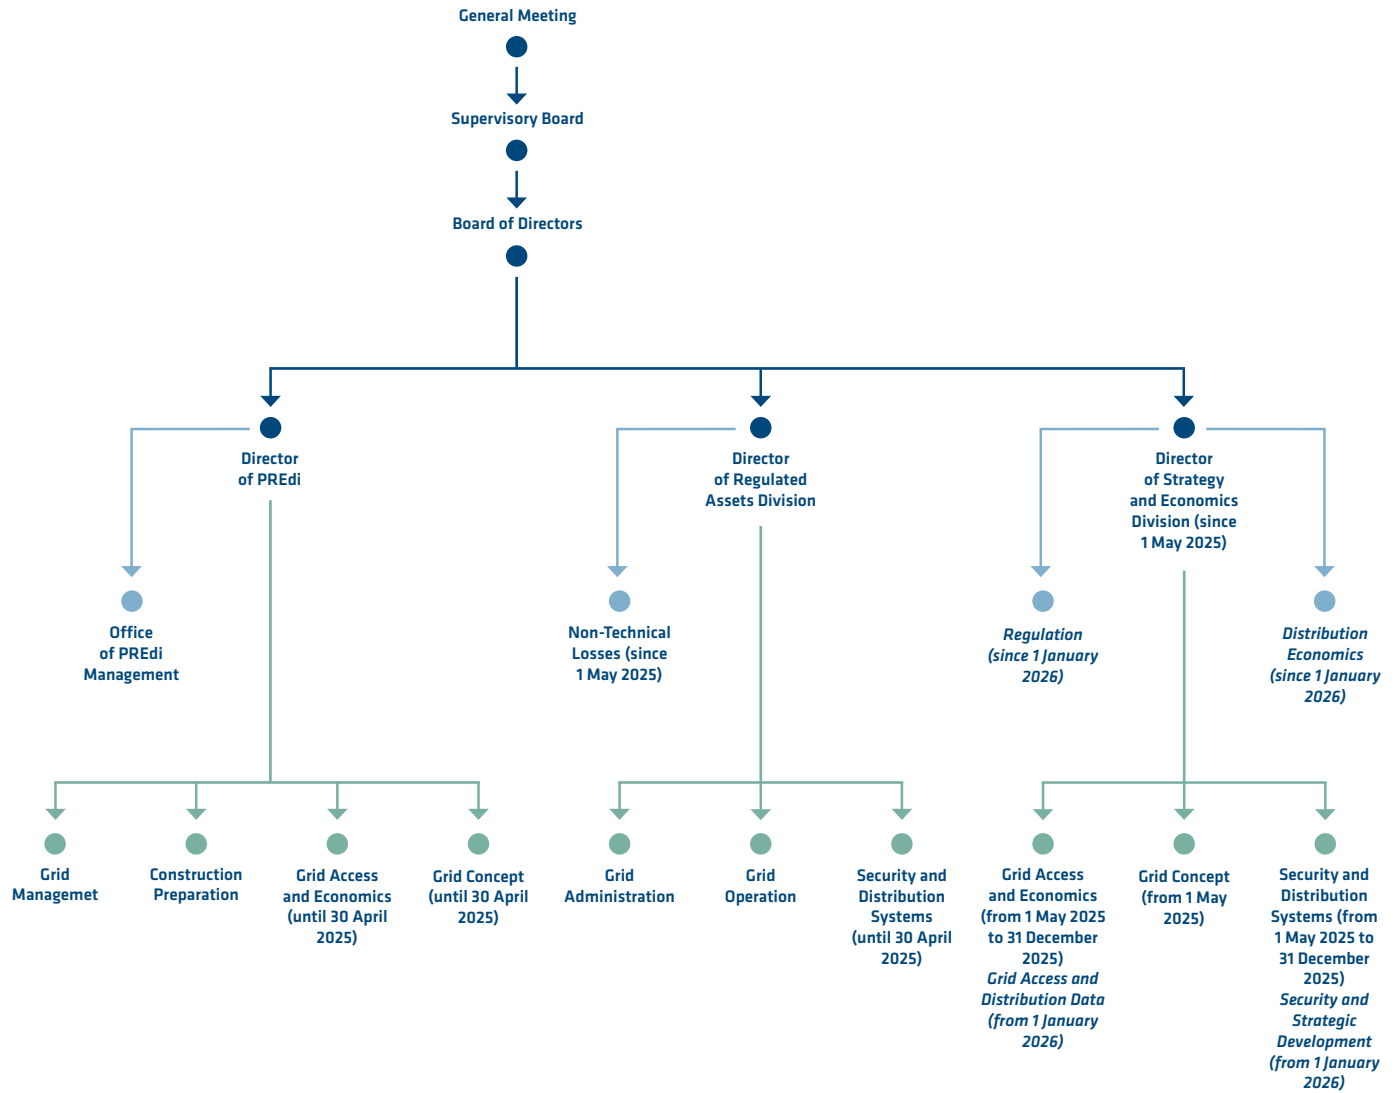 General Meeting
Supervisory Board
Board of Directors
Director
of PREdi
Director
of Regulated
Assets Division
Director
of Strategy
and Economics
Division (since
1 May 2025)
Office
of PREdi
Management
Non-Technical
Losses (since
1 May 2025)
Regulation
(since 1 January
2026)
Distribution
Economics
(since 1 January
2026)
Grid
Managemet
Construction
Preparation
Grid Access
and Economics
(until 30 April
2025)
Grid Concept
(until 30 April
2025)
Grid
Administration
Grid
Operation
Security and
Distribution
Systems
(until 30 April
2025)
Grid Access
and Economics
(from 1 May 2025
to 31 December
2025)
Grid Access and
Distribution Data
(from 1 January
2026)
Grid Concept
(from 1 May
2025)
Security and
Distribution
Systems (from
1 May 2025 to
31 December
2025)
Security and
Strategic
Development
(from 1 January
2026)